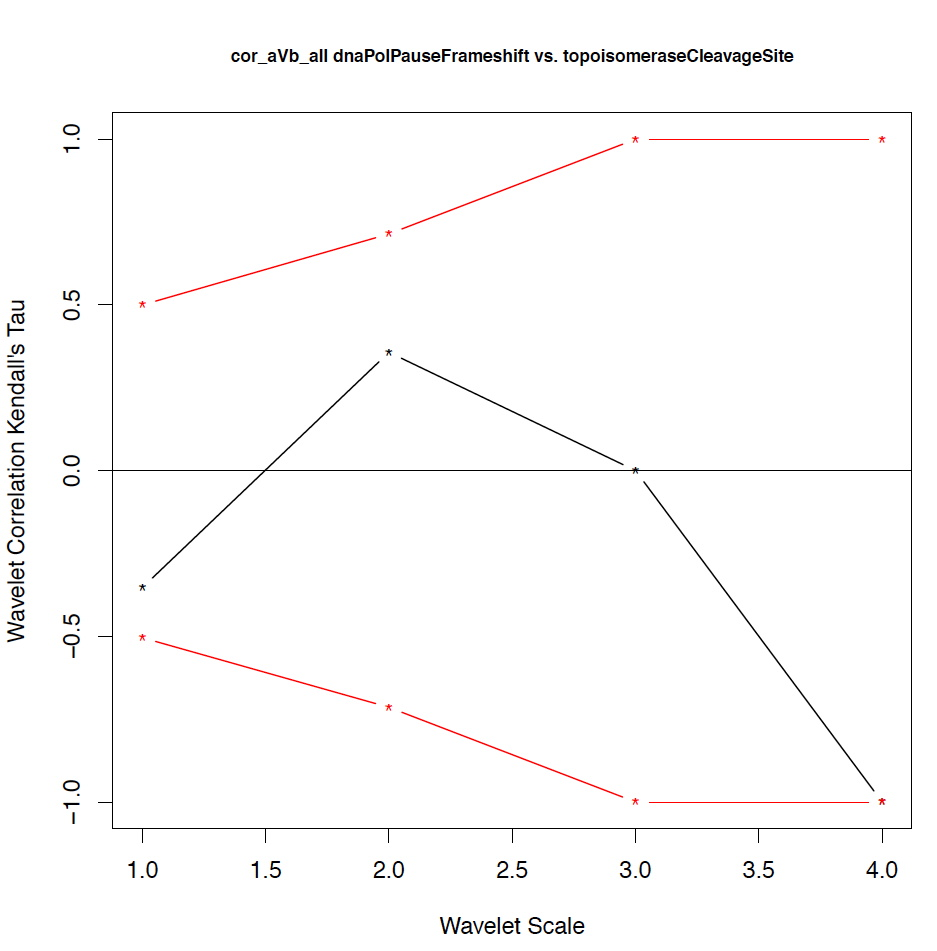 cor_aVb_all dnaPolPauseFrameshift vs. topoisomeraseCleavageSite
Wavelet Correlation Kendall's Tau
1.0
0.5
0.0
−0.5
−1.0
1.0 1.5 2.0 2.5 3.0 3.5 4.0
Wavelet Scale